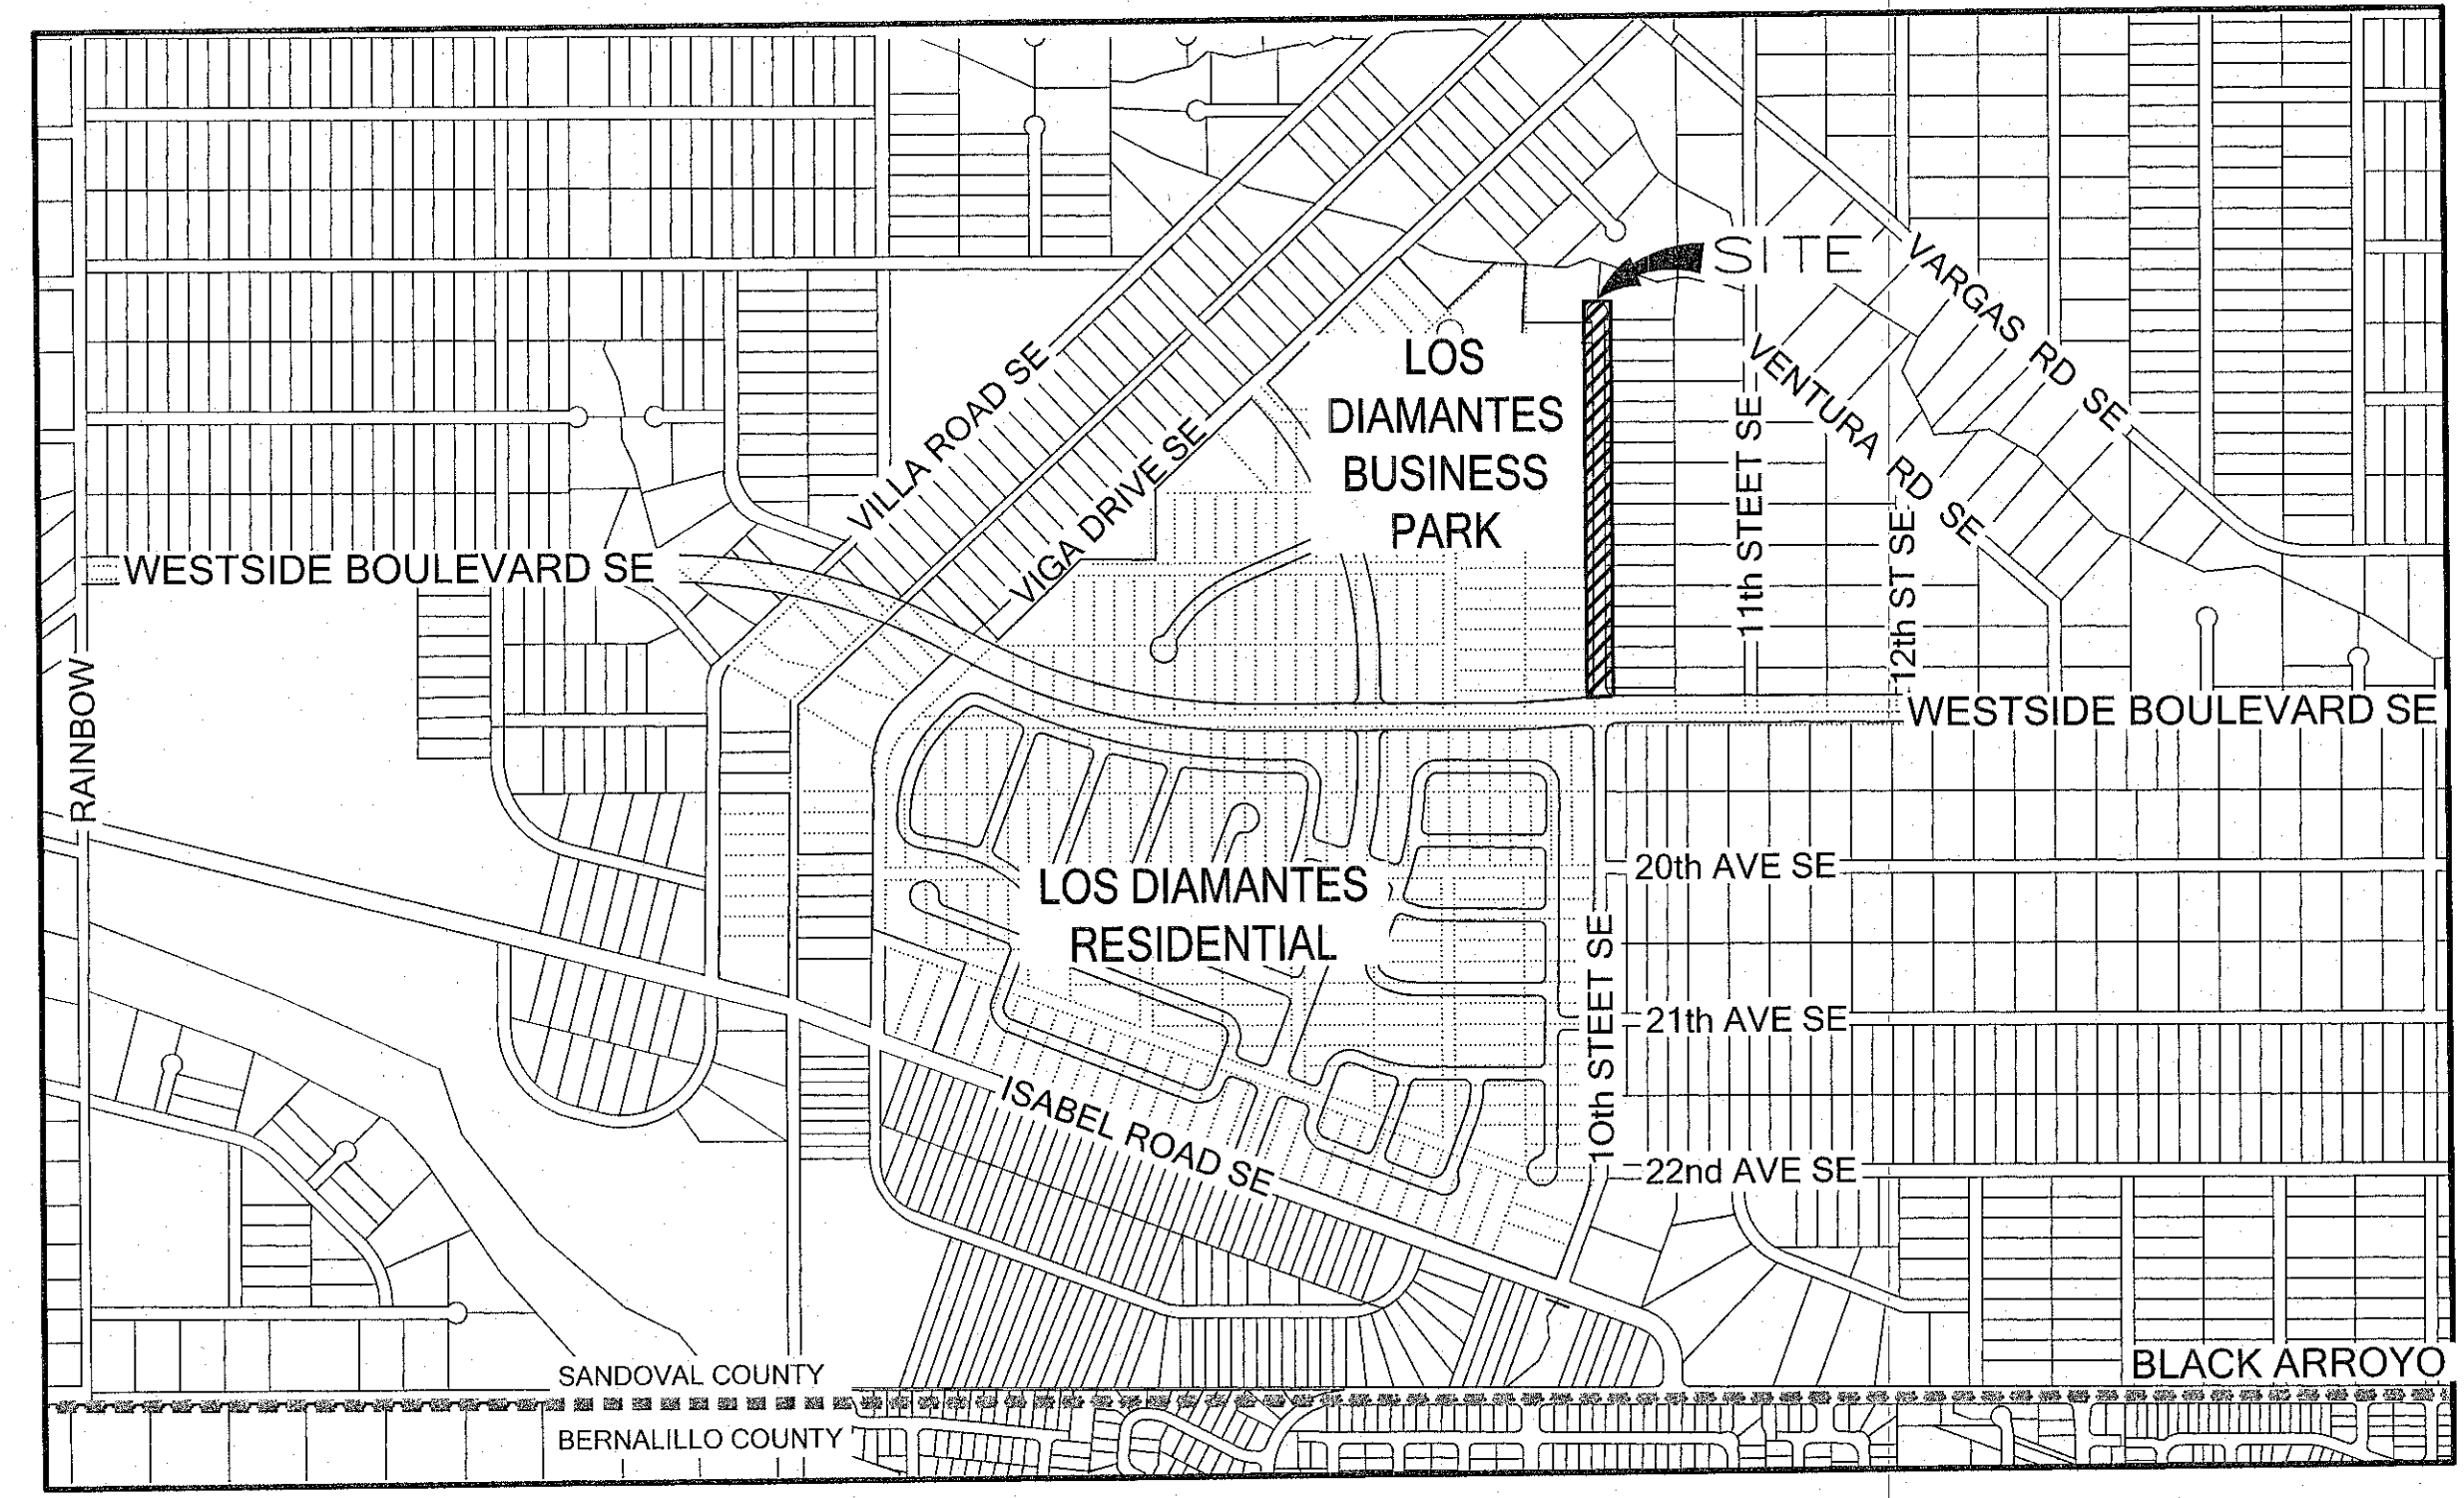 SITE
VARGAS RD SE
LOS
DIAMANTES
BUSINESS
PARK
VILLA ROAD SE
VIGA DRIVE SE
VENTURA RD SE
11th STEET SE
12th ST SE
WESTSIDE BOULEVARD SE
RAINBOW
WESTSIDE BOULEVARD SE
20th AVE SE
LOS DIAMANTES
RESIDENTIAL
10th STEET SE
21th AVE SE
ISABEL ROAD SE
22nd AVE SE
SANDOVAL COUNTY
BLACK ARROYO
BERNALILLO COUNTY